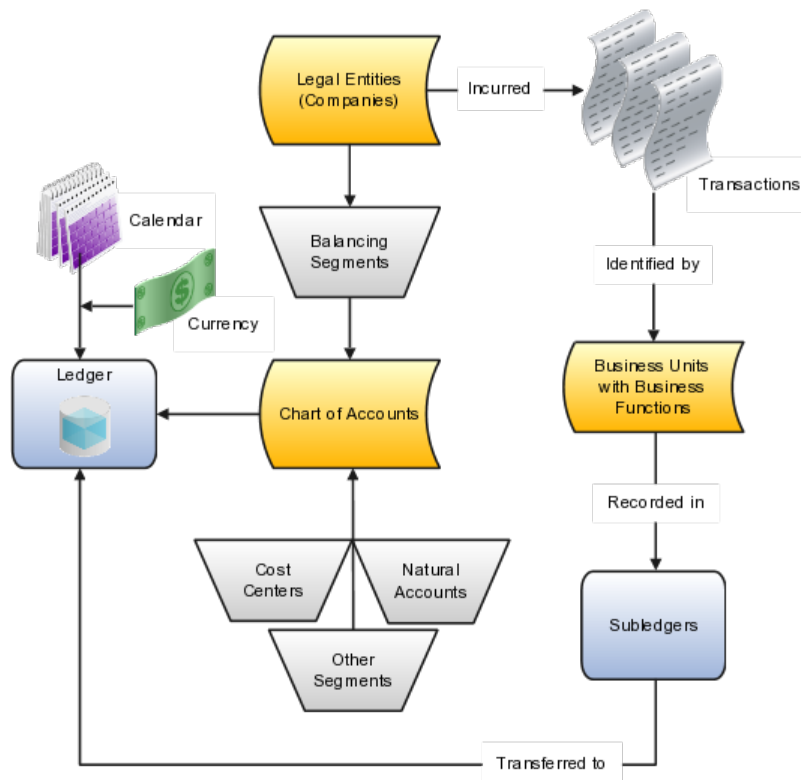 Legal Entities
(Companies)
Incurred
Transactions
Calendar
Balancing
Segments
Identified by
Currency
Ledger
Chart of Accounts
Business Units
with Business
Functions
Recorded in
Cost
Centers
Natural
Accounts
Other
Segments
Subledgers
Transferred to